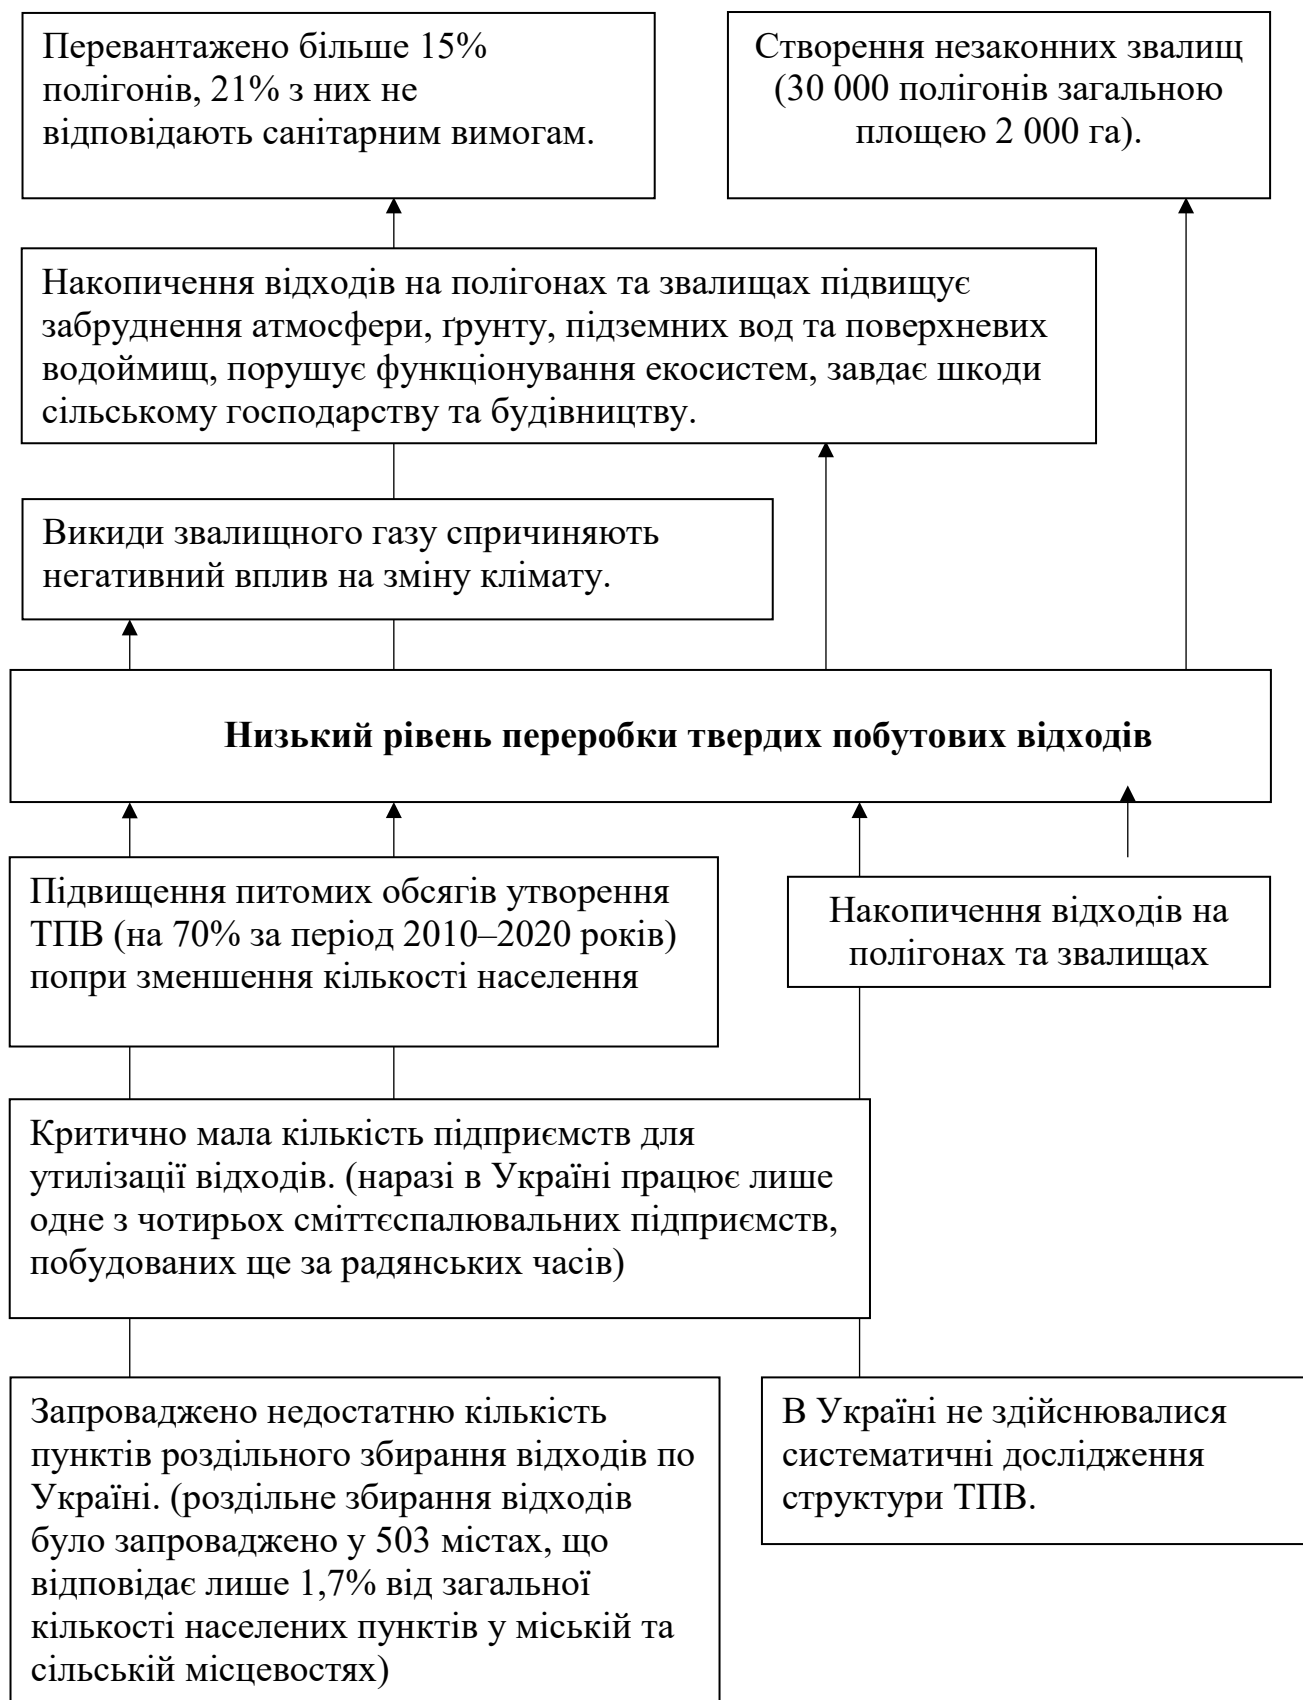 Перевантажено більше 15%
полігонів, 21% з них не
відповідають санітарним вимогам.
Створення незаконних звалищ
(30 000 полігонів загальною
площею 2 000 га).
Накопичення відходів на полігонах та звалищах підвищує
забруднення атмосфери, ґрунту, підземних вод та поверхневих
водоймищ, порушує функціонування екосистем, завдає шкоди
сільському господарству та будівництву.
Викиди звалищного газу спричиняють
негативний вплив на зміну клімату.
Низький рівень переробки твердих побутових відходів
Підвищення питомих обсягів утворення
ТПВ (на 70% за період 2010–2020 років)
попри зменшення кількості населення
Накопичення відходів на
полігонах та звалищах
Критично мала кількість підприємств для
утилізації відходів. (наразі в Україні працює лише
одне з чотирьох сміттєспалювальних підприємств,
побудованих ще за радянських часів)
Запроваджено недостатню кількість
пунктів роздільного збирання відходів по
Україні. (роздільне збирання відходів
було запроваджено у 503 містах, що
відповідає лише 1,7% від загальної
кількості населених пунктів у міській та
сільській місцевостях)
В Україні не здійснювалися
систематичні дослідження
структури ТПВ.